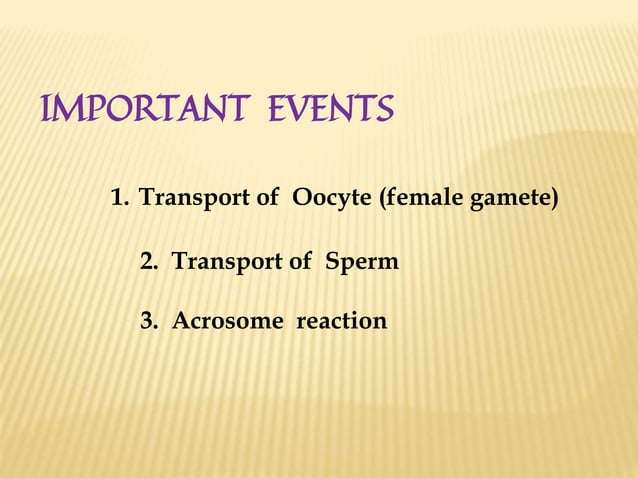 IMPORTANT EVENTS
1. Transport of Oocyte (female gamete)
2. Transport of Sperm
3. Acrosome reaction